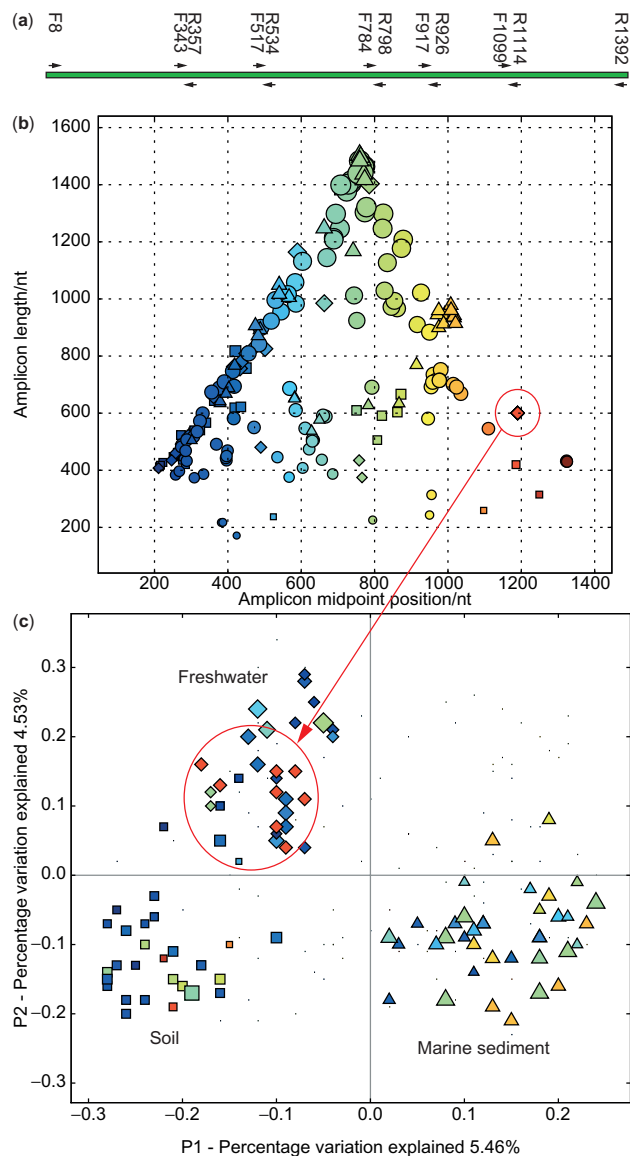 (a)
F8
F343
R357
F517
R534
F784
R798
F917
R926
F1099
R1114
R1392
(b)
1600
1400
1200
1000
800
600
400
200
Amplicon length/nt
200 400 600 800 1000 1200 1400
Amplicon midpoint position/nt
(c)
0.3
0.2
0.1
0.0
−0.1
−0.2
−0.3
P2 - Percentage variation explained 4.53%
Freshwater
Soil
Marine sediment
−0.3 −0.2 −0.1 0.0 0.1 0.2
P1 - Percentage variation explained 5.46%